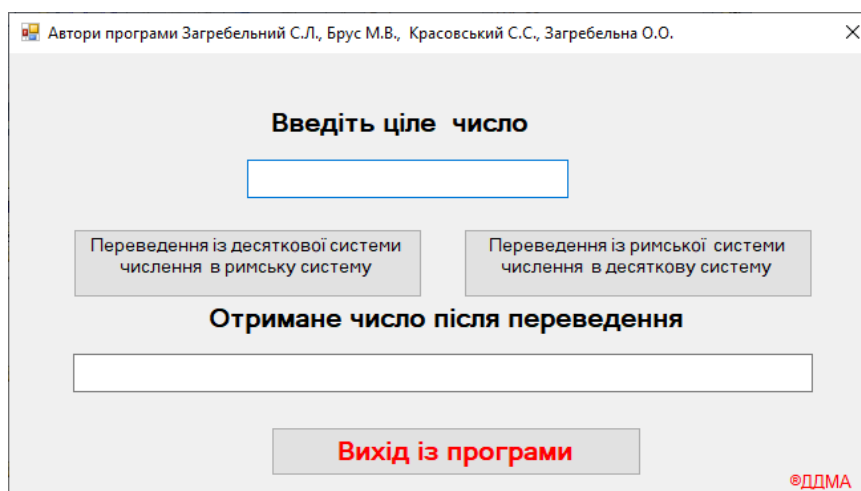 Автори програми Загребельний С.Л., Брус М.В., Красовський С.С., Загребельна О.О.
Введіть ціле число
Переведення із десяткової системи
числення в римську систему
Переведення із римської системи
числення в десяткову систему
Отримане число після переведення
Вихід із програми
®ДДМА